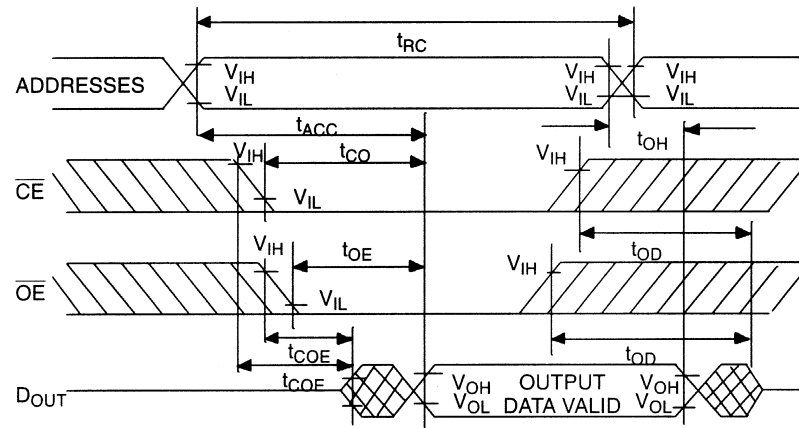 tRC
ADDRESSES VIH VIH VIH
VIL VIL VIL
tACC
tCO tOH
VIH VIH
CE
VIL
tOE tOD
VIH VIH
OE
VIL
tCOE tOD
tCOE
DOUT VOH OUTPUT VOH
VOL DATA VALID VOL